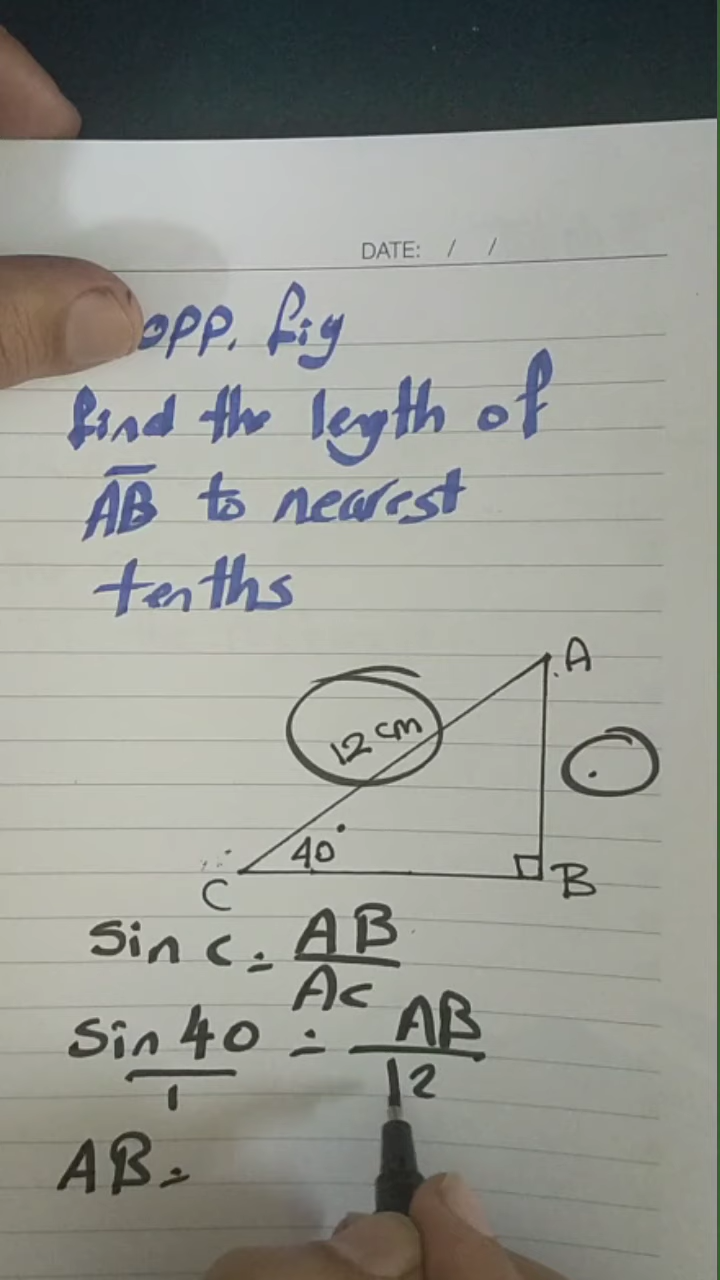 DATE: / /
opp. fig
find the length of
AB to nearest
tenths
A
12 cm
40°
C
B
Sin C = AB
AC
Sin 40 = AB
1 12
AB =